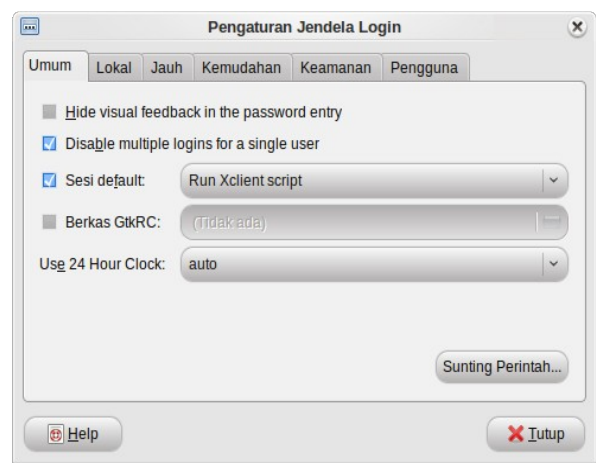 Pengaturan Jendela Login
Umum Lokal Jauh Kemudahan Keamanan Pengguna
Hide visual feedback in the password entry
Disable multiple logins for a single user
Sesi default: Run Xclient script
Berkas GtkRC: (Tidak ada)
Use 24 Hour Clock: auto
Sunting Perintah...
Help Tutup